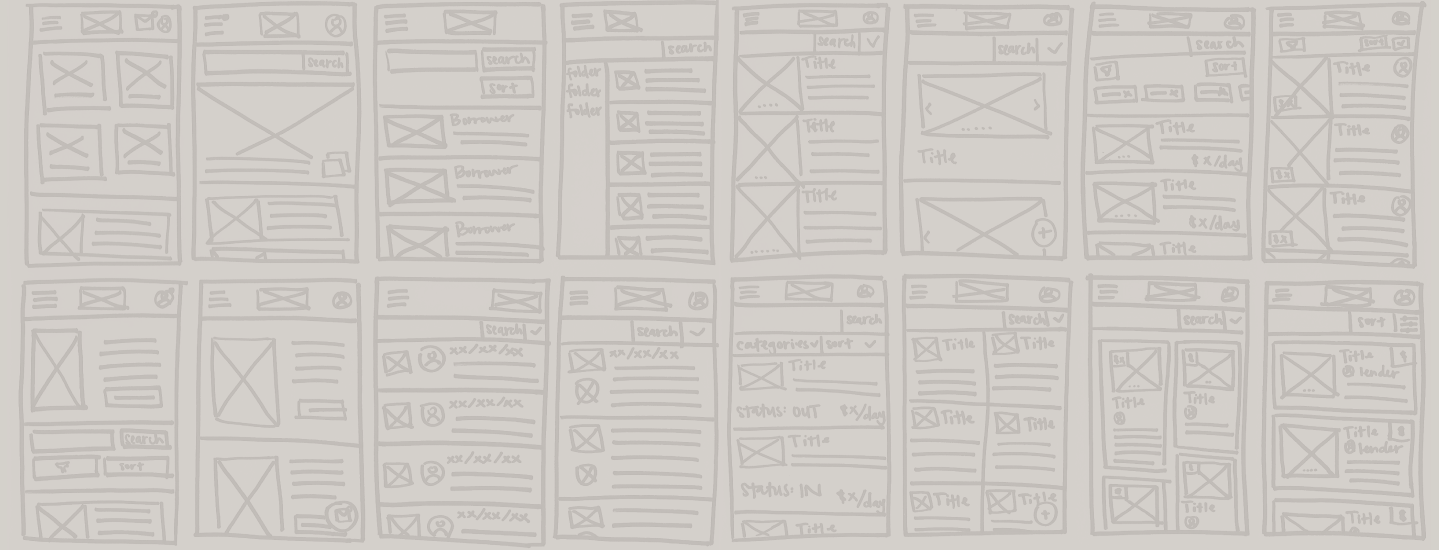 search
search
sort
Borrower
Borrower
Borrower
search
folder
folder
folder
search
Title
Title
Title
search
Title
search
sort
Title
$x/day
Title
$x/day
Title
sort
Title
$x
Title
$x
Title
$x
search
sort
search
xx/xx/xx
xx/xx/xx
xx/xx/xx
xx/xx/xx
search
xx/xx/xx
search
categories sort
Title
status: OUT $x/day
Title
status: IN $x/day
Title
search
Title Title
Title Title
Title Title
search
$x $
Title Title
$ $
Title
sort
Title $
lender
Title $
lender
Title $